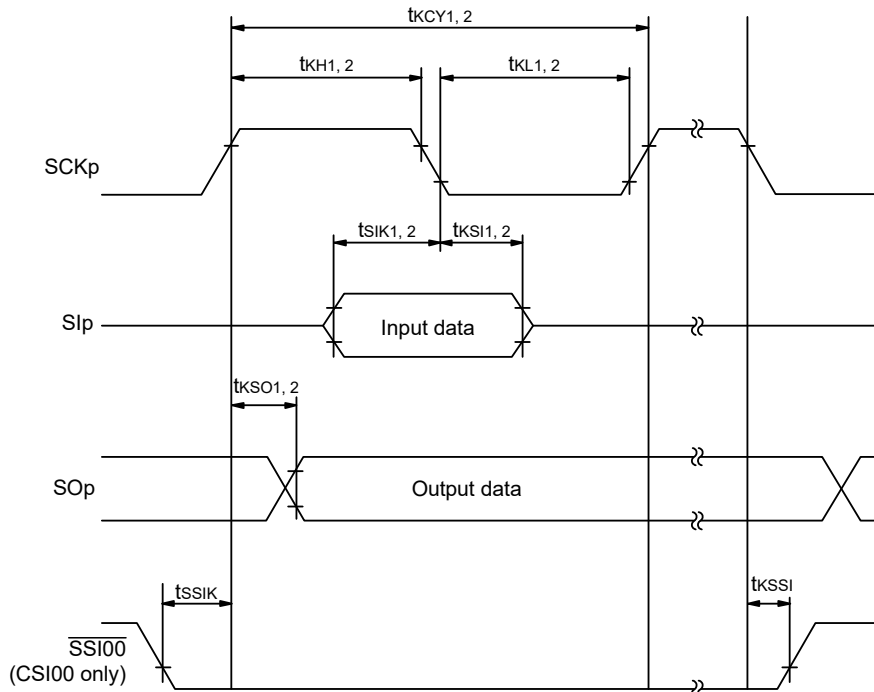 tKCY1, 2
tKH1, 2
tKL1, 2
SCKp
tSIK1, 2
tKSI1, 2
SIp
Input data
tKSO1, 2
SOp
Output data
tSSIK
tKSSI
SSI00
(CSI00 only)